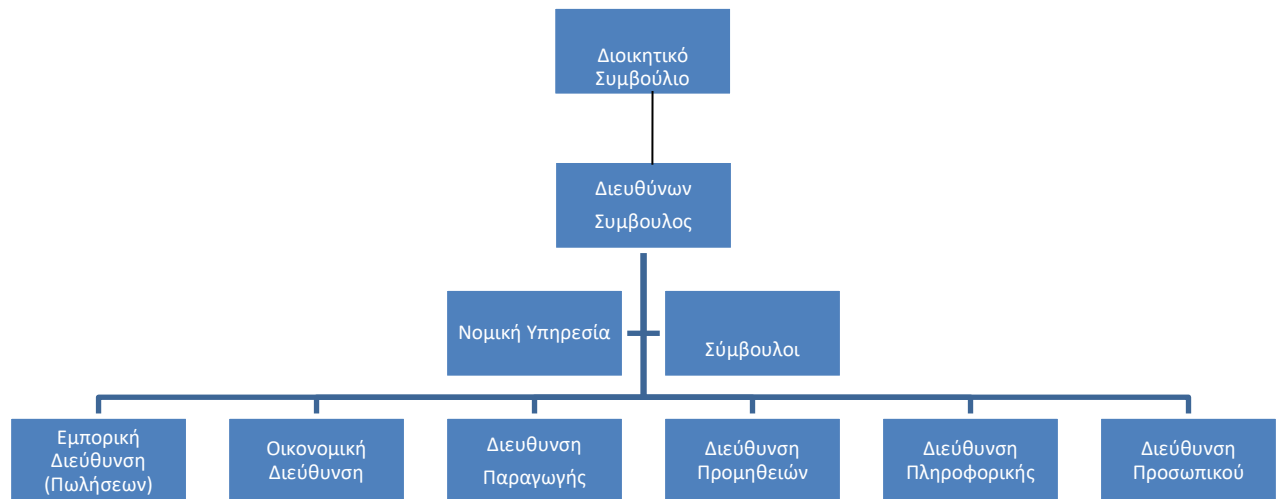 Διοικητικό
Συμβούλιο
Διευθύνων
Συμβουλος
Νομική Υπηρεσία
Σύμβουλοι
Εμπορική
Διεύθυνση
(Πωλήσεων)
Οικονομική
Διεύθυνση
Διευθυνση
Παραγωγής
Διεύθυνση
Προμηθειών
Διεύθυνση
Πληροφορικής
Διεύθυνση
Προσωπικού